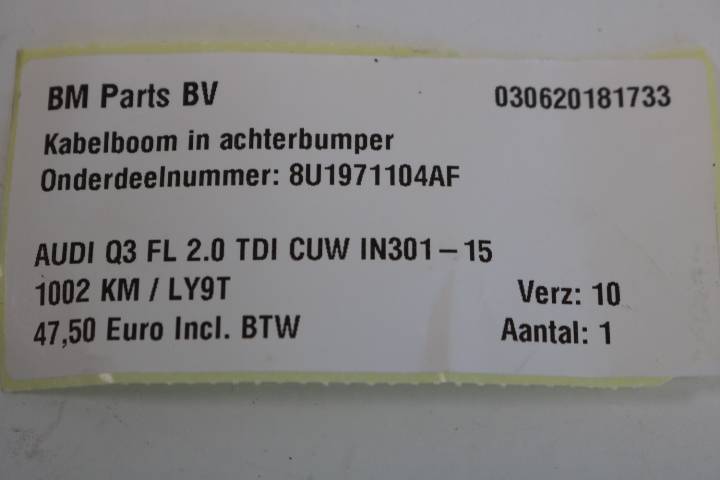 BM Parts BV 030620181733
Kabelboom in achterbumper
Onderdeelnummer: 8U1971104AF
AUDI Q3 FL 2.0 TDI CUW IN301-15
1002 KM / LY9T Verz: 10
47,50 Euro Incl. BTW Aantal: 1